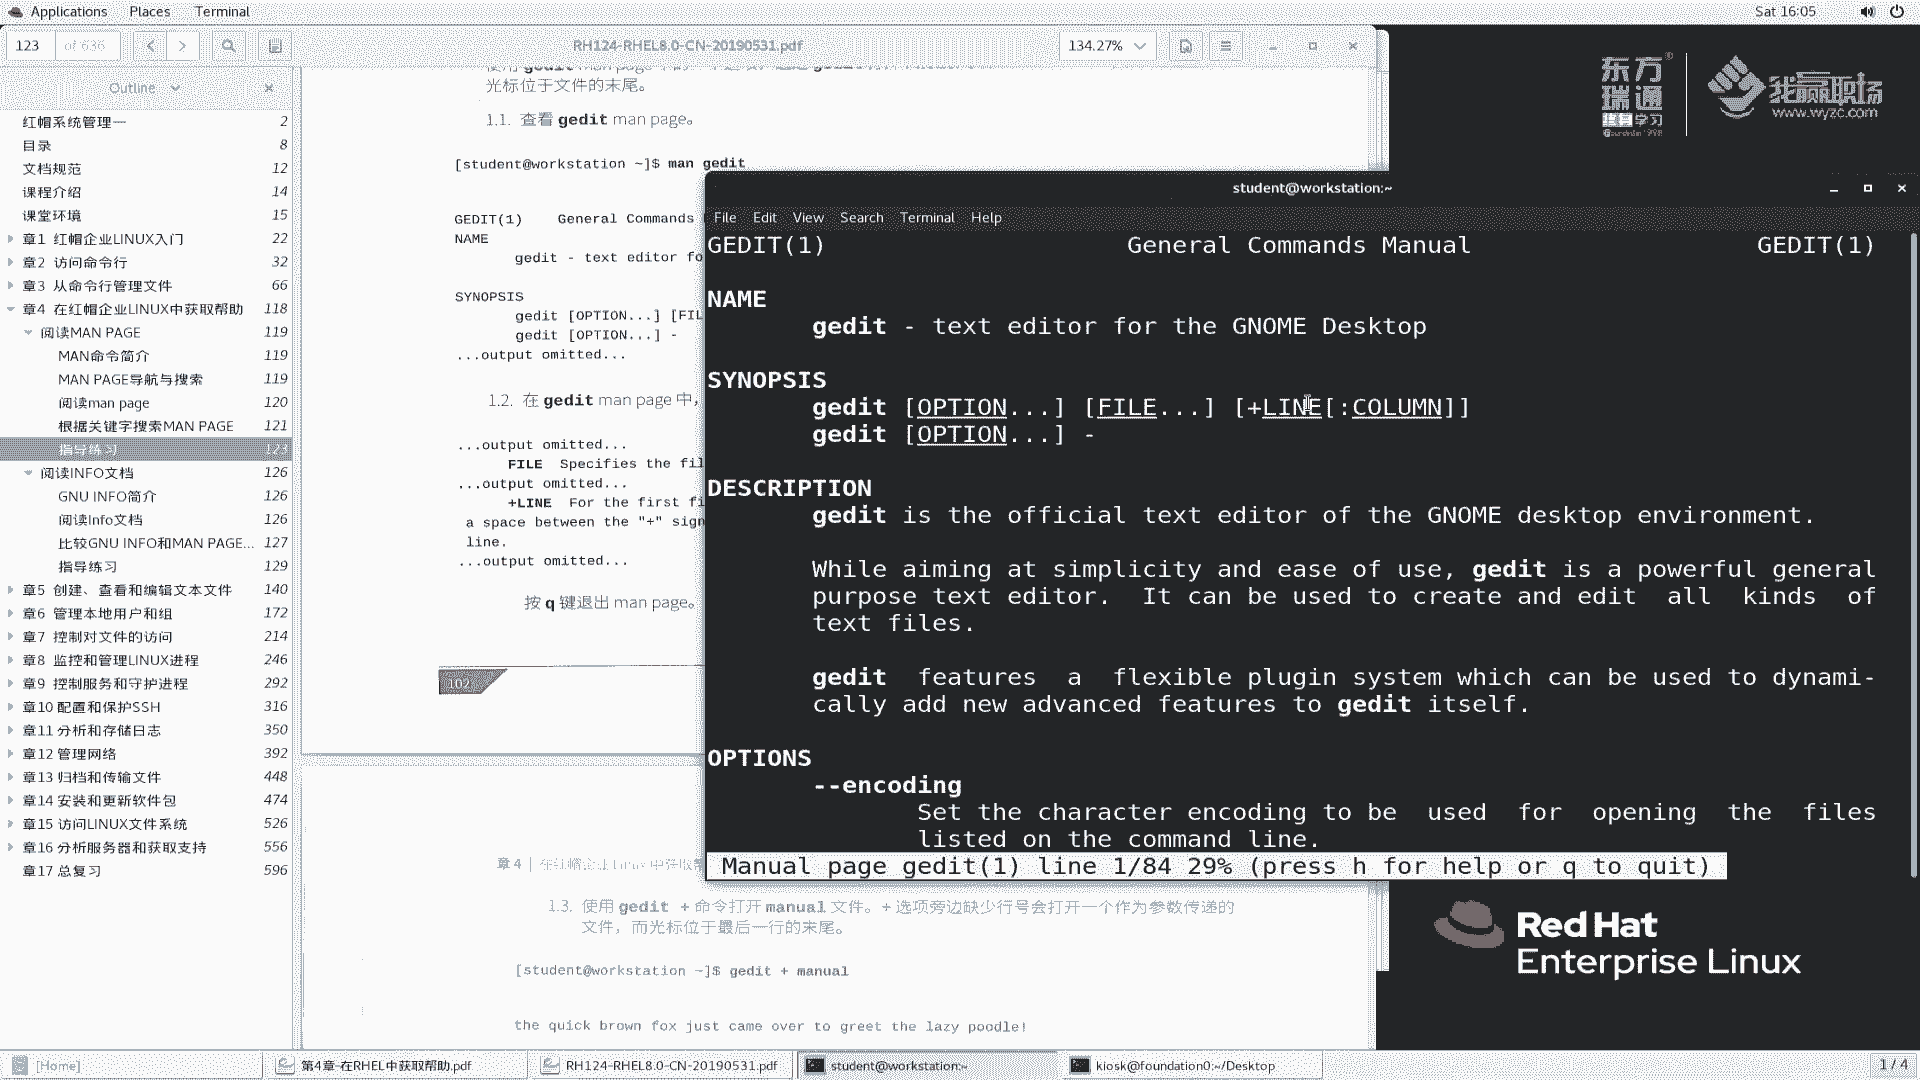 Applications Places Terminal Sat 16:05
123 of 636 RH124-RHEL8.0-CN-20190531.pdf 134.27%
Outline
红帽系统管理一 2
目录 8
文档规范 12
课程介绍 14
课堂环境 15
章1 红帽企业LINUX入门 22
章2 访问命令行 32
章3 从命令行管理文件 66
章4 在红帽企业LINUX中获取帮助 118
阅读MAN PAGE 119
MAN命令简介 119
MAN PAGE导航与搜索 119
阅读man page 120
根据关键字搜索MAN PAGE 121
指导练习 123
阅读INFO文档 126
GNU INFO简介 126
阅读Info文档 126
比较GNU INFO和MAN PAGE... 127
指导练习 129
章5 创建、查看和编辑文本文件 140
章6 管理本地用户和组 172
章7 控制对文件的访问 214
章8 监控和管理LINUX进程 246
章9 控制服务和守护进程 292
章10 配置和保护SSH 316
章11 分析和存储日志 350
章12 管理网络 392
章13 归档和传输文件 448
章14 安装和更新软件包 474
章15 访问LINUX文件系统 526
章16 分析服务器和获取支持 556
章17 总复习 596
光标位于文件的末尾。
1.1. 查看 gedit man page。
[student@workstation ~]$ man gedit
GEDIT(1) General Commands
NAME
gedit - text editor fo
SYNOPSIS
gedit [OPTION...] [FIL
gedit [OPTION...] -
...output omitted...
1.2. 在 gedit man page 中，
...output omitted...
FILE Specifies the fil
...output omitted...
+LINE For the first fi
a space between the "+" sign
line.
...output omitted...
按 q 键退出 man page。
102
1.3. 使用 gedit + 命令打开 manual 文件。+ 选项旁边缺少行号会打开一个作为参数传递的
文件，而光标位于最后一行的末尾。
[student@workstation ~]$ gedit + manual
the quick brown fox just came over to greet the lazy poodle!
student@workstation:~
File Edit View Search Terminal Help
GEDIT(1) General Commands Manual GEDIT(1)
NAME
gedit - text editor for the GNOME Desktop
SYNOPSIS
gedit [OPTION...] [FILE...] [+LINE[:COLUMN]]
gedit [OPTION...] -
DESCRIPTION
gedit is the official text editor of the GNOME desktop environment.
While aiming at simplicity and ease of use, gedit is a powerful general
purpose text editor. It can be used to create and edit all kinds of
text files.
gedit features a flexible plugin system which can be used to dynami-
cally add new advanced features to gedit itself.
OPTIONS
--encoding
Set the character encoding to be used for opening the files
listed on the command line.
Manual page gedit(1) line 1/84 29% (press h for help or q to quit)
东方
瑞通
学习
我赢职场
www.wyzc.com
Red Hat
Enterprise Linux
[Home] 第4章-在RHEL中获取帮助.pdf RH124-RHEL8.0-CN-20190531.pdf student@workstation:~ kiosk@foundation0:~/Desktop 1 / 4